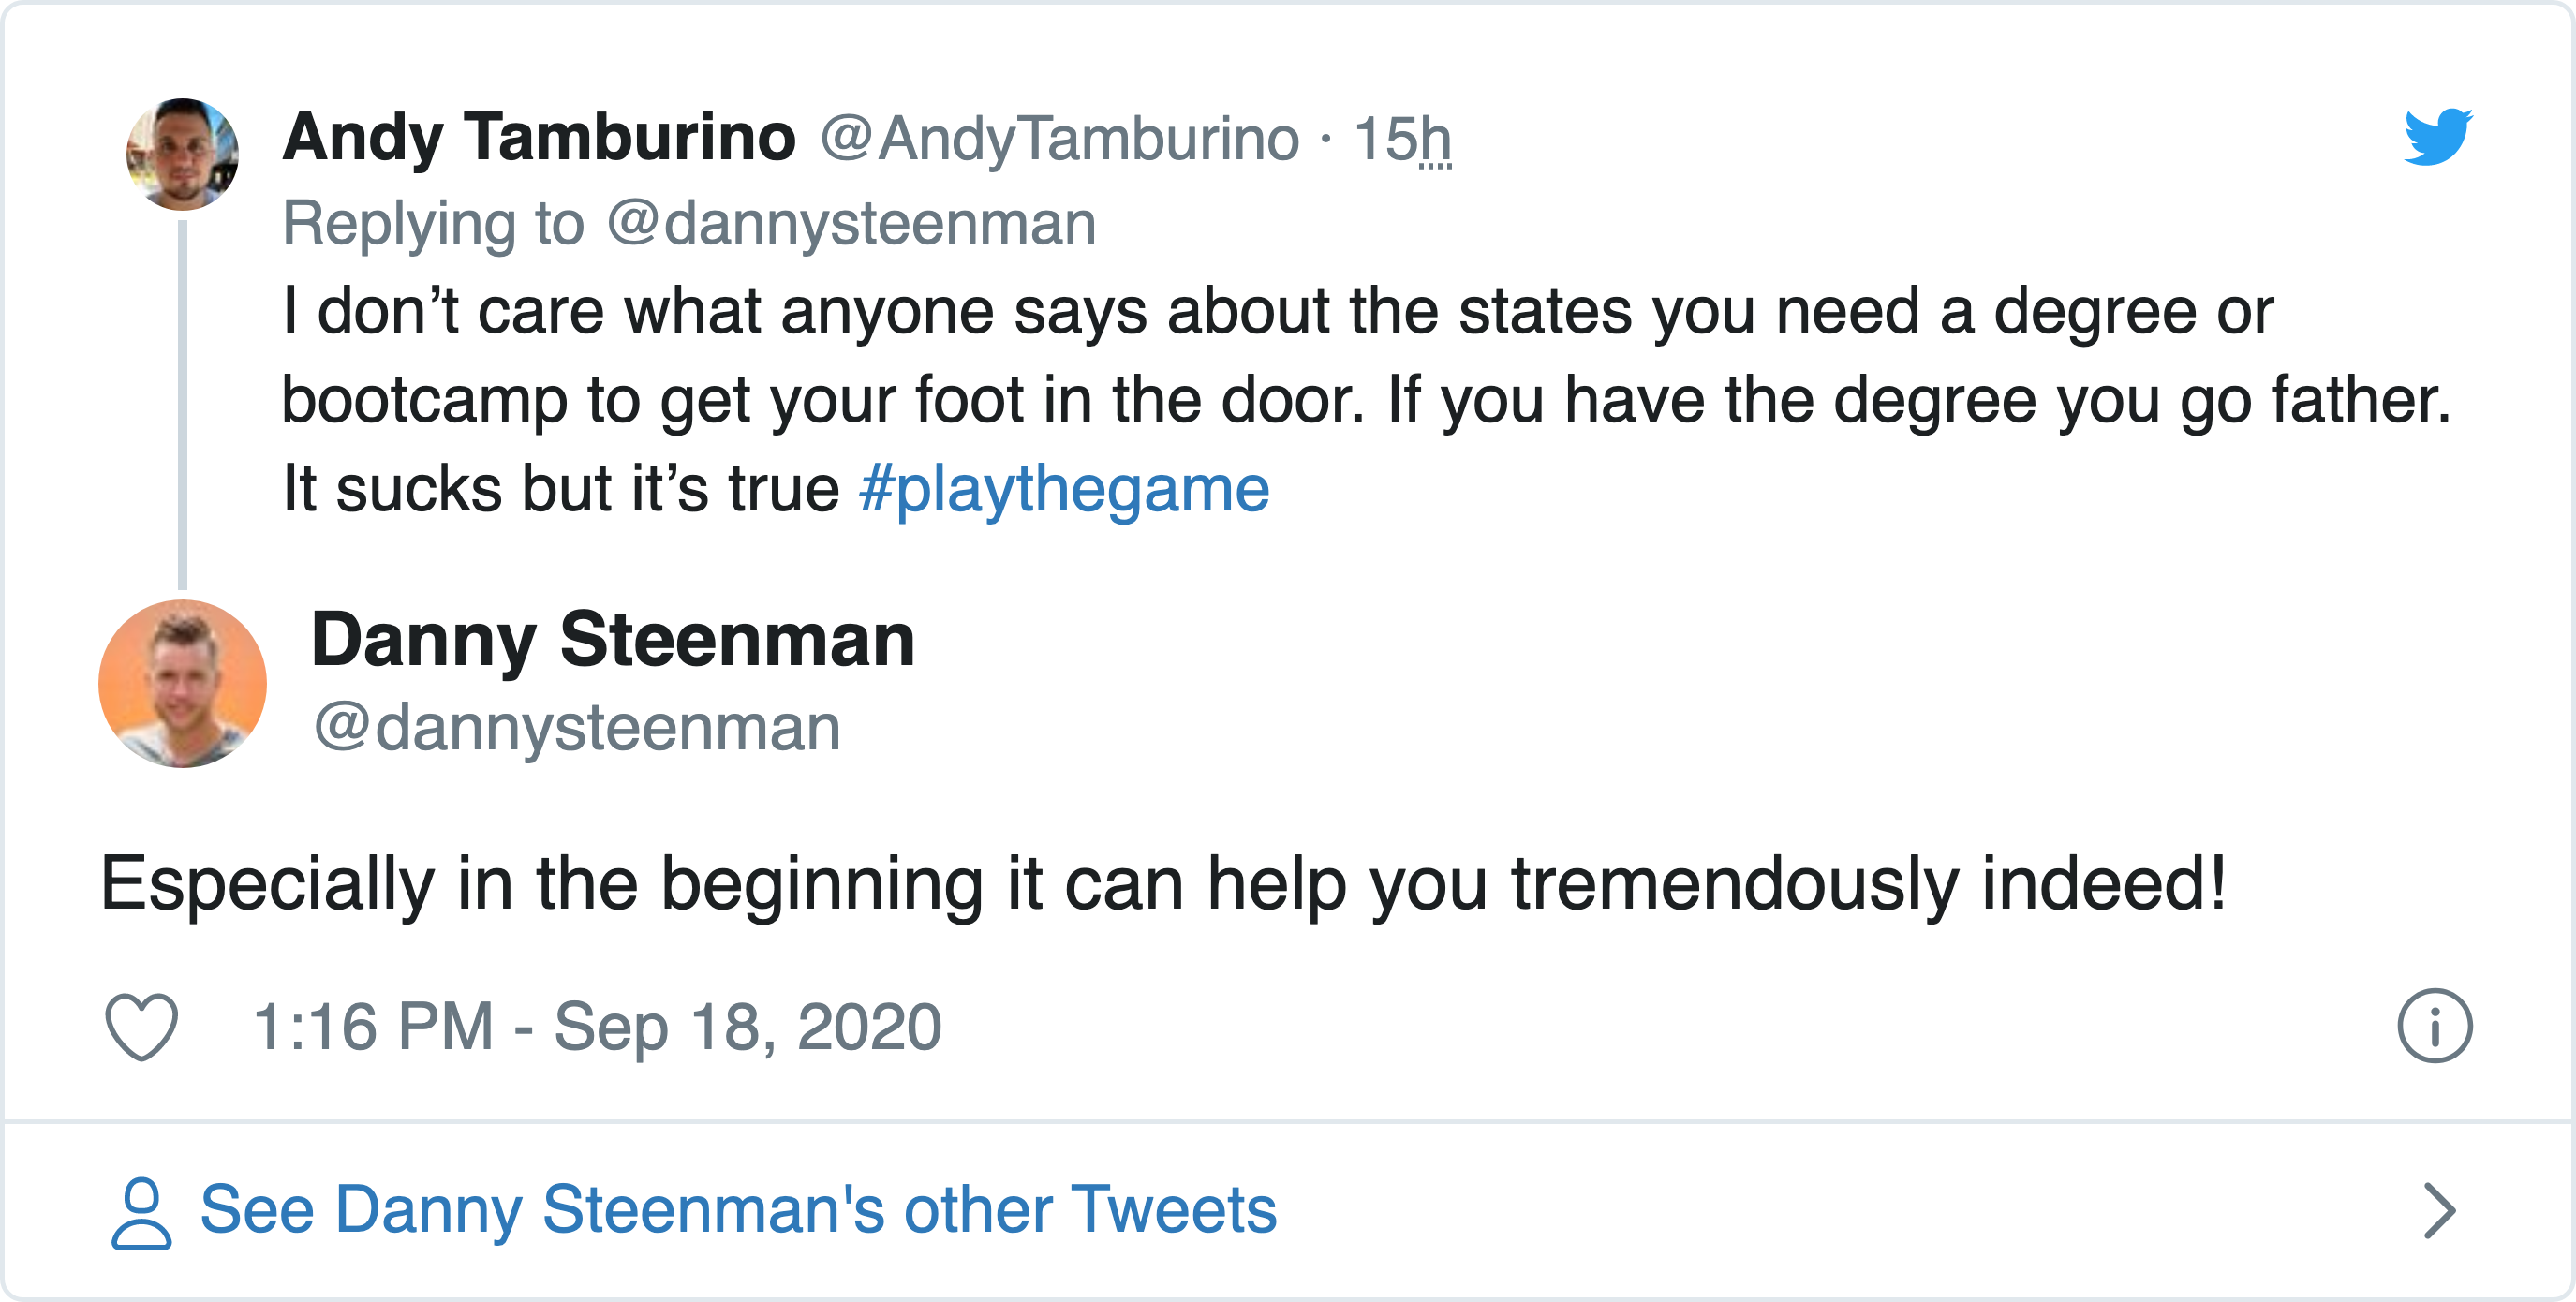 Andy Tamburino @AndyTamburino · 15h
Replying to @dannysteenman
I don’t care what anyone says about the states you need a degree or
bootcamp to get your foot in the door. If you have the degree you go father.
It sucks but it’s true #playthegame
Danny Steenman
@dannysteenman
Especially in the beginning it can help you tremendously indeed!
1:16 PM - Sep 18, 2020
See Danny Steenman's other Tweets